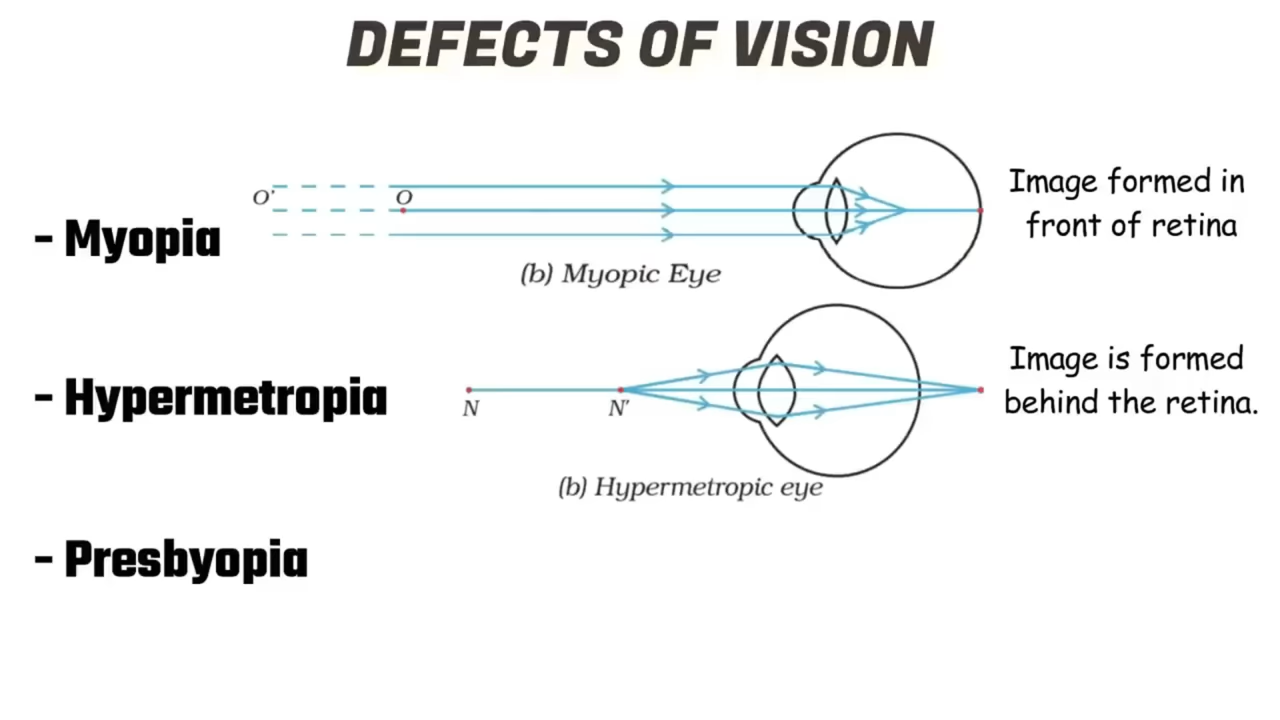 DEFECTS OF VISION
O'
O
Image formed in
front of retina
- Myopia
(b) Myopic Eye
Image is formed
behind the retina.
- Hypermetropia
N
N'
(b) Hypermetropic eye
- Presbyopia